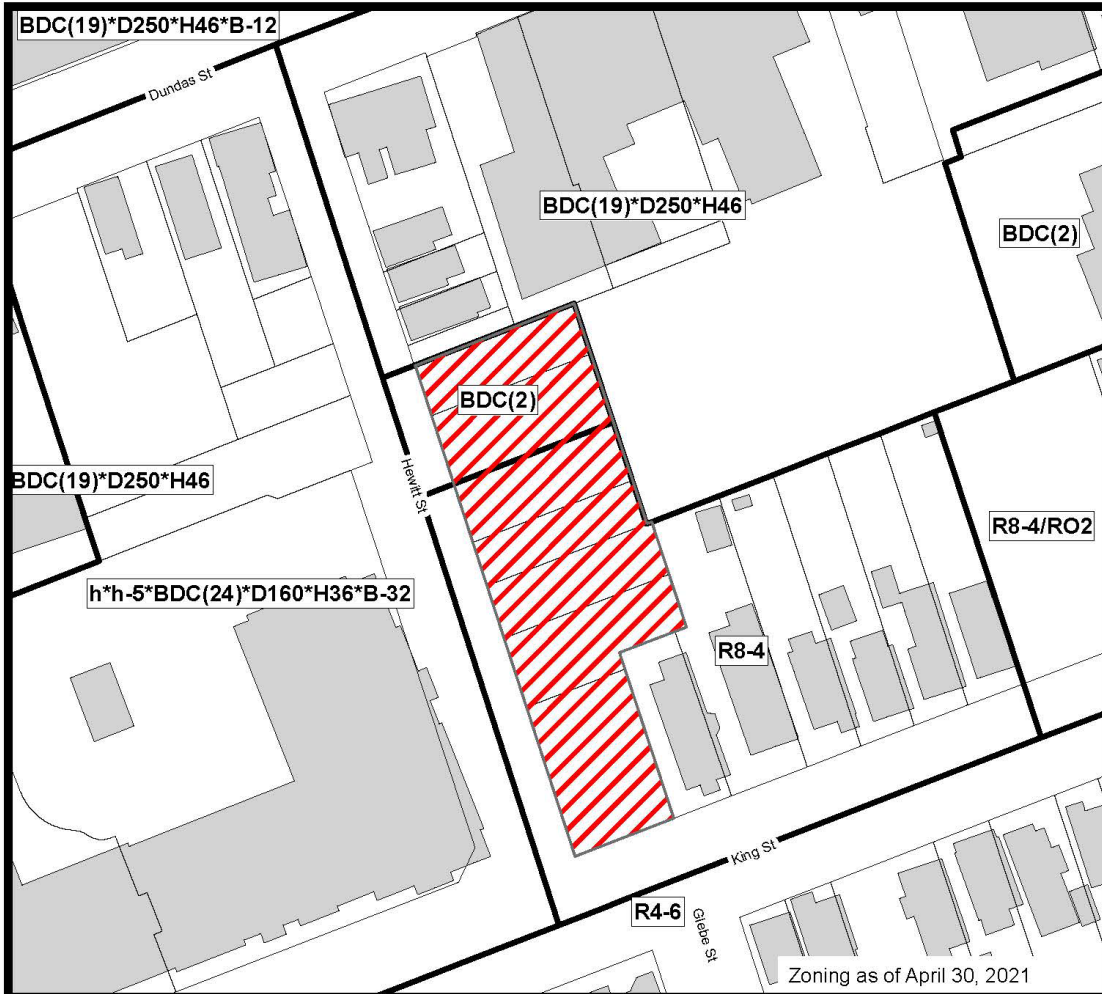 BDC(19)*D250*H46*B-12
Dundas St
BDC(19)*D250*H46
BDC(2)
BDC(2)
Hewitt St
BDC(19)*D250*H46
R8-4/RO2
h*h-5*BDC(24)*D160*H36*B-32
R8-4
King St
R4-6
Glebe St
Zoning as of April 30, 2021